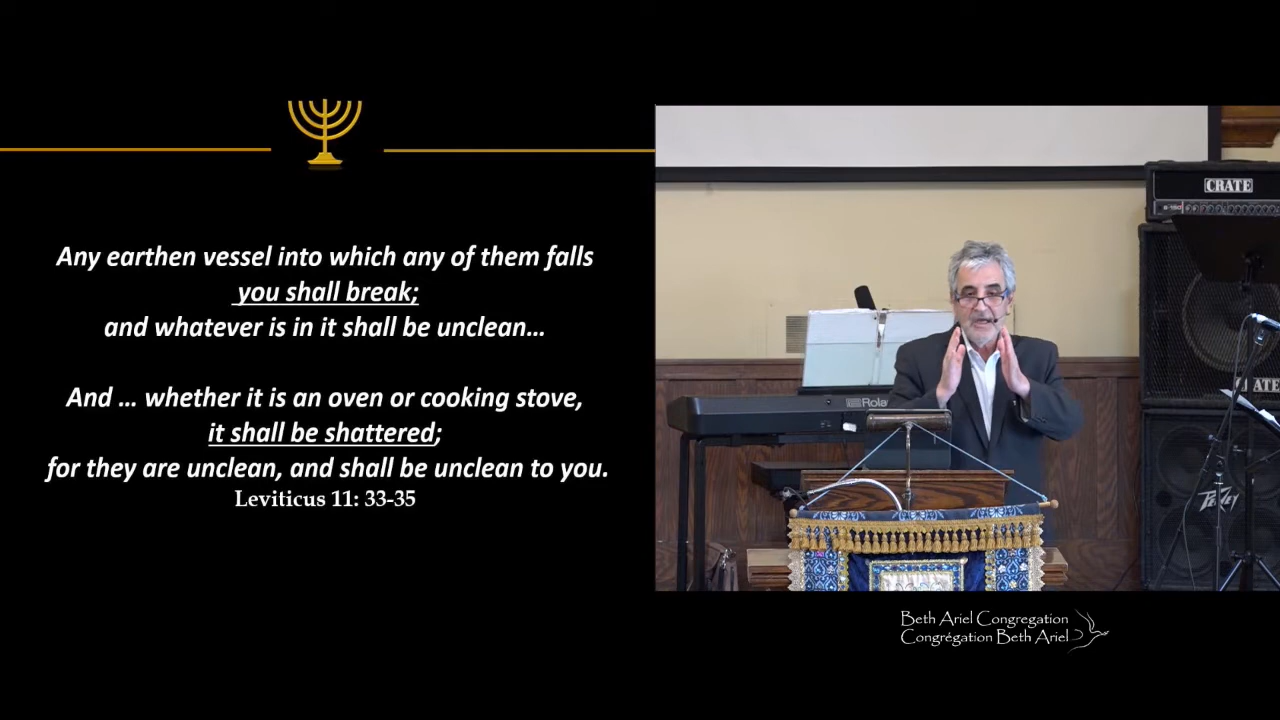 Any earthen vessel into which any of them falls
you shall break;
and whatever is in it shall be unclean...
And ... whether it is an oven or cooking stove,
it shall be shattered;
for they are unclean, and shall be unclean to you.
Leviticus 11: 33-35
CRATE
Roland
PEAVEY
Beth Ariel Congregation
Congrégation Beth Ariel